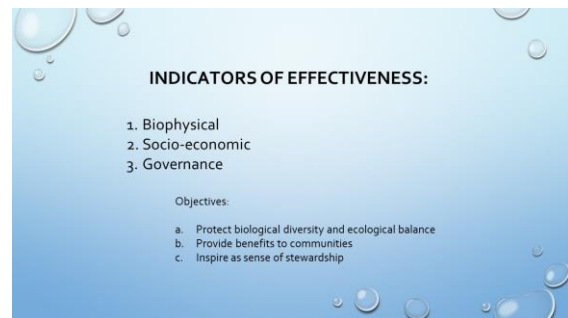 INDICATORS OF EFFECTIVENESS:
1. Biophysical
2. Socio-economic
3. Governance
Objectives:
a. Protect biological diversity and ecological balance
b. Provide benefits to communities
c. Inspire as sense of stewardship